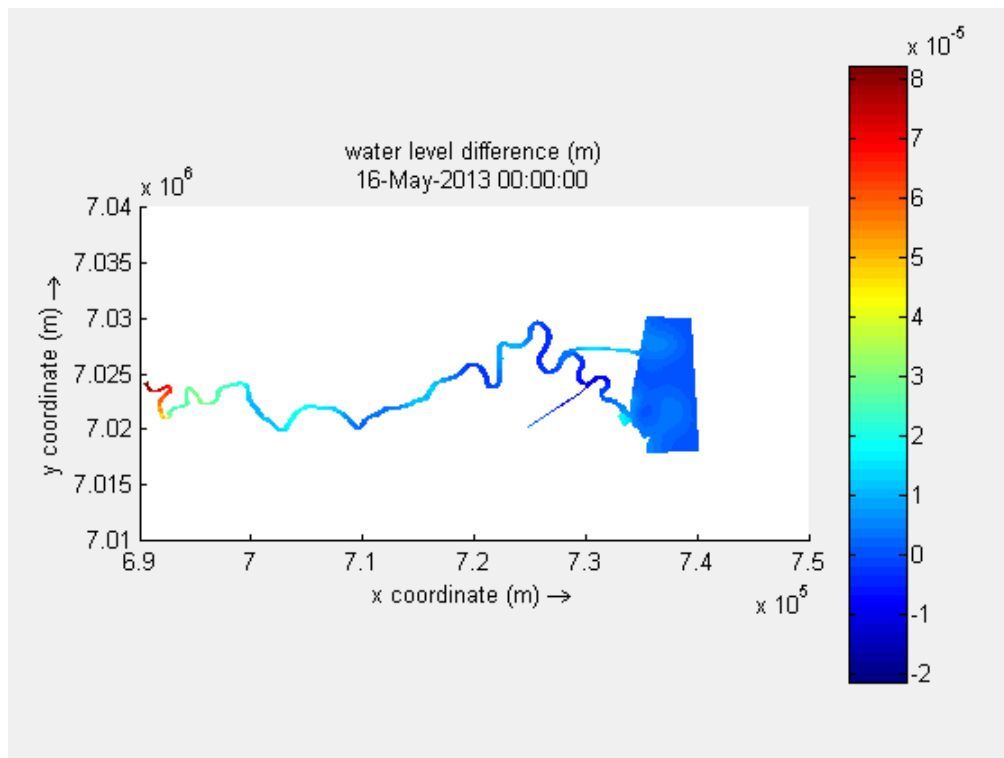 x 10^-5
water level difference (m)
16-May-2013 00:00:00
x 10^6
7.04
7.035
7.03
7.025
7.02
7.015
7.01
y coordinate (m) →
6.9 7 7.1 7.2 7.3 7.4 7.5
x coordinate (m) →
x 10^5
8
7
6
5
4
3
2
1
0
-1
-2